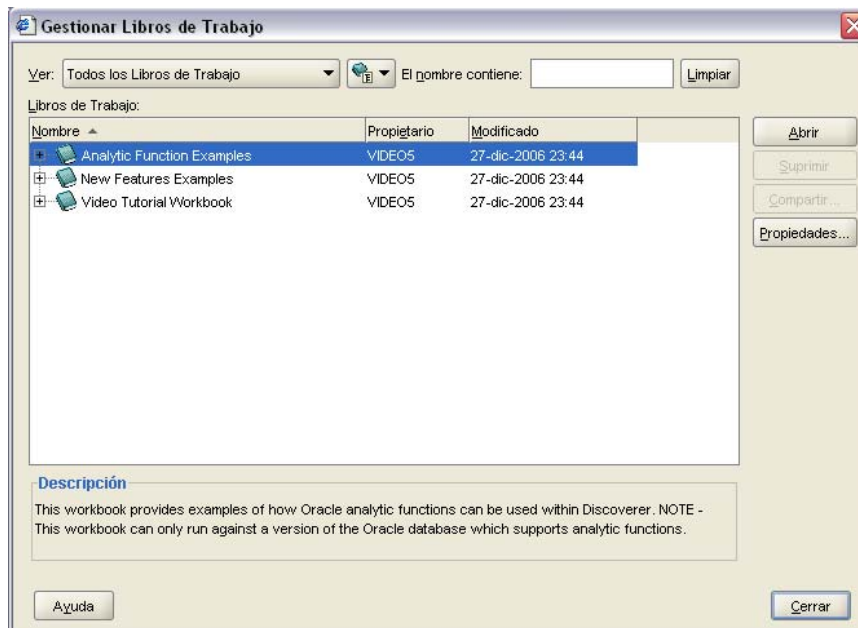 Gestionar Libros de Trabajo
Ver: Todos los Libros de Trabajo El nombre contiene: Limpiar
Libros de Trabajo:
Nombre Propietario Modificado
Analytic Function Examples VIDEO5 27-dic-2006 23:44
New Features Examples VIDEO5 27-dic-2006 23:44
Video Tutorial Workbook VIDEO5 27-dic-2006 23:44
Abrir
Suprimir
Compartir...
Propiedades...
Descripción
This workbook provides examples of how Oracle analytic functions can be used within Discoverer. NOTE -
This workbook can only run against a version of the Oracle database which supports analytic functions.
Ayuda Cerrar